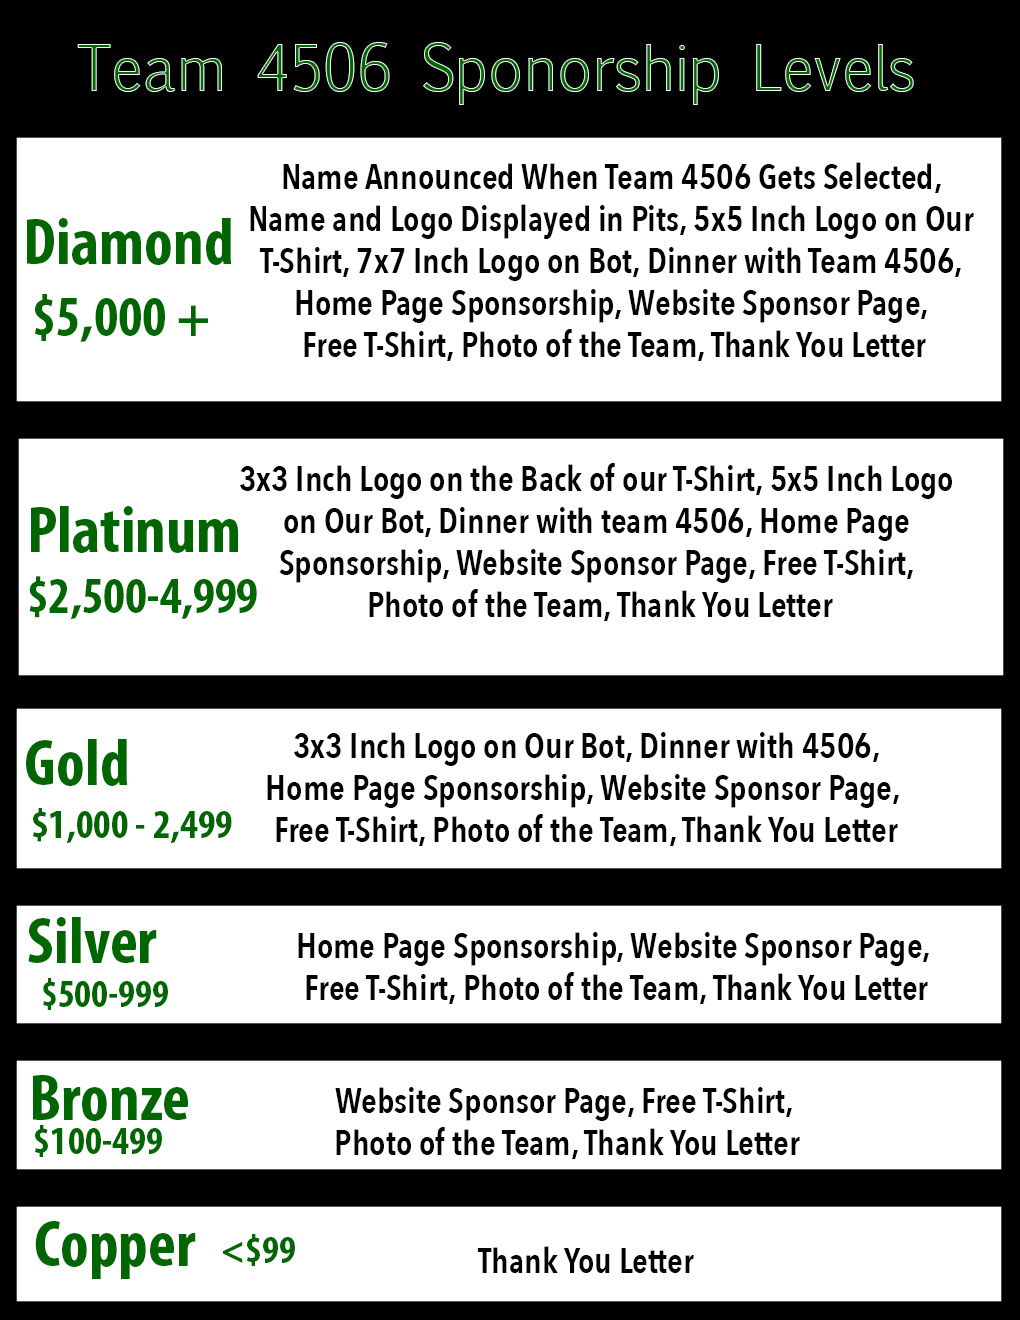 Team 4506 Sponorship Levels
Diamond
$5,000 +
Name Announced When Team 4506 Gets Selected,
Name and Logo Displayed in Pits, 5x5 Inch Logo on Our
T-Shirt, 7x7 Inch Logo on Bot, Dinner with Team 4506,
Home Page Sponsorship, Website Sponsor Page,
Free T-Shirt, Photo of the Team, Thank You Letter
Platinum
$2,500-4,999
3x3 Inch Logo on the Back of our T-Shirt, 5x5 Inch Logo
on Our Bot, Dinner with team 4506, Home Page
Sponsorship, Website Sponsor Page, Free T-Shirt,
Photo of the Team, Thank You Letter
Gold
$1,000 - 2,499
3x3 Inch Logo on Our Bot, Dinner with 4506,
Home Page Sponsorship, Website Sponsor Page,
Free T-Shirt, Photo of the Team, Thank You Letter
Silver
$500-999
Home Page Sponsorship, Website Sponsor Page,
Free T-Shirt, Photo of the Team, Thank You Letter
Bronze
$100-499
Website Sponsor Page, Free T-Shirt,
Photo of the Team, Thank You Letter
Copper <$99
Thank You Letter